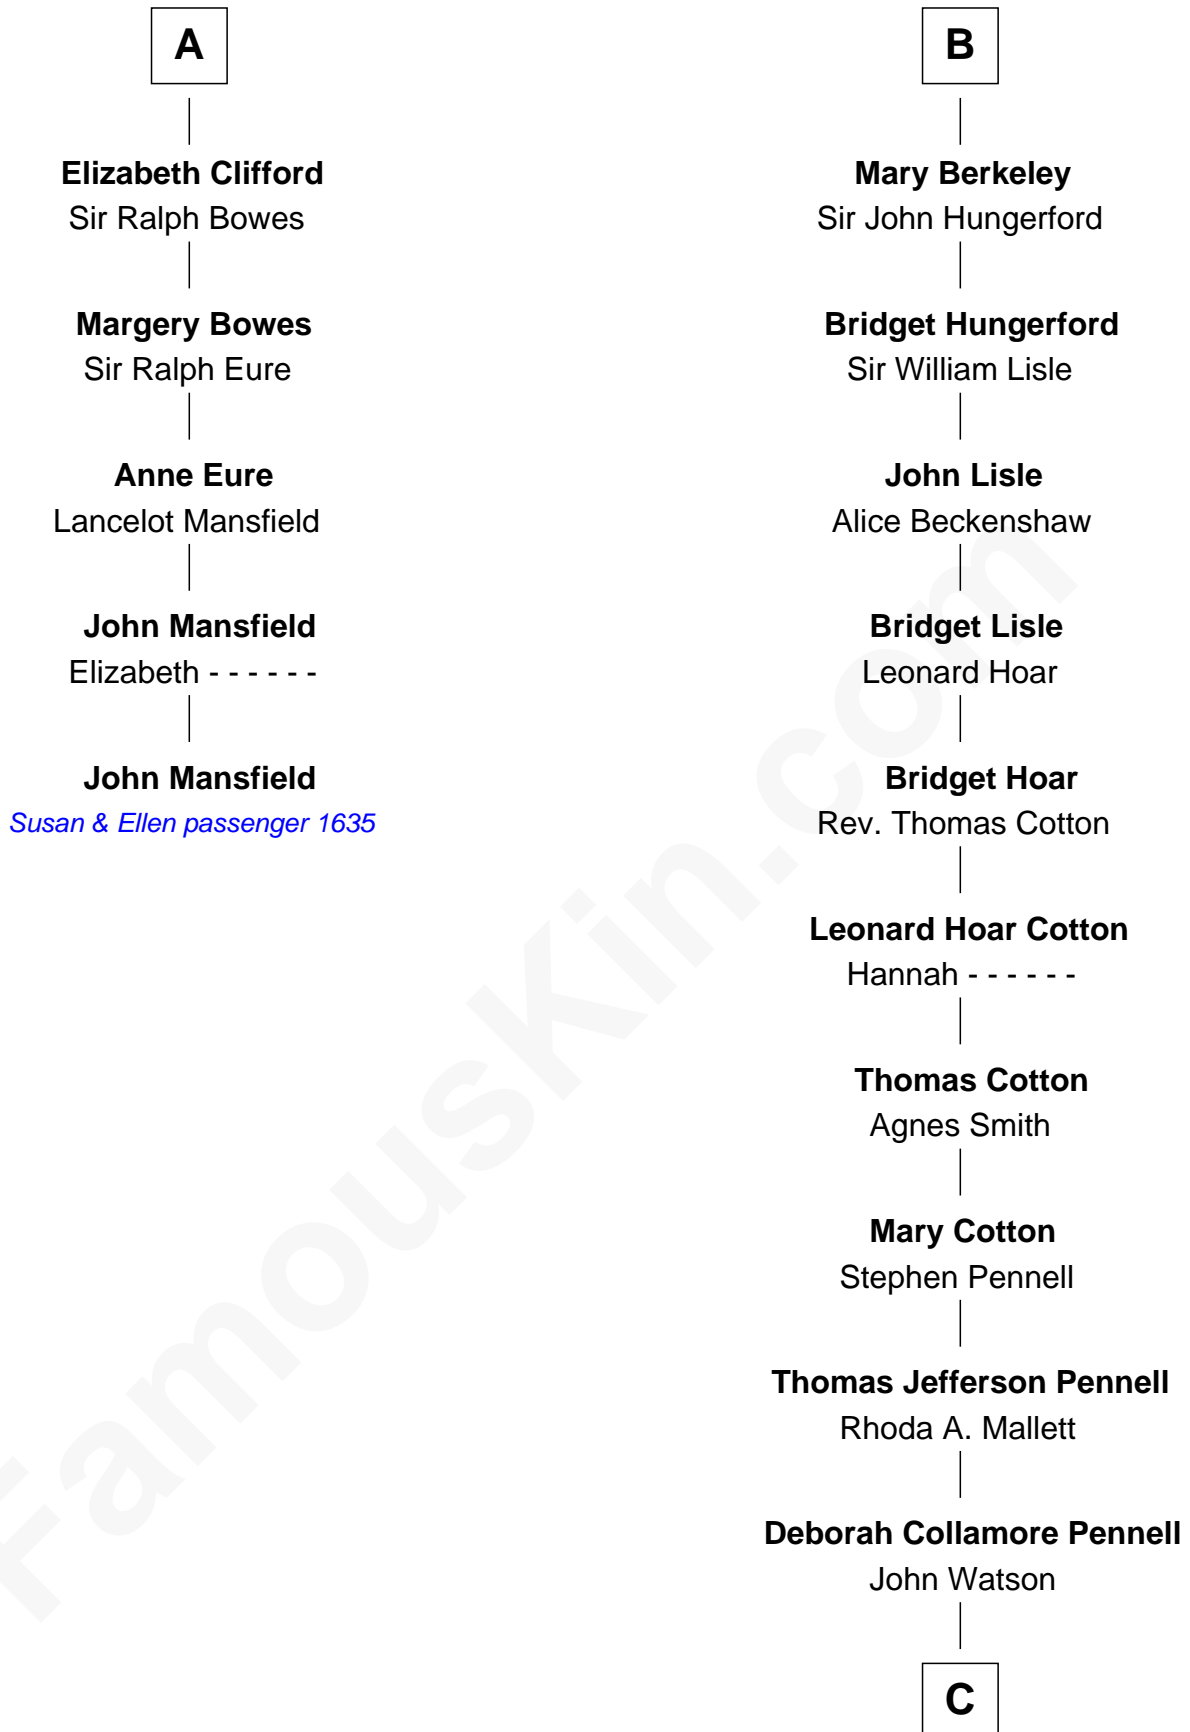 A
Elizabeth Clifford
Sir Ralph Bowes
Margery Bowes
Sir Ralph Eure
Anne Eure
Lancelot Mansfield
John Mansfield
Elizabeth - - - - - -
John Mansfield
Susan & Ellen passenger 1635
B
Mary Berkeley
Sir John Hungerford
Bridget Hungerford
Sir William Lisle
John Lisle
Alice Beckenshaw
Bridget Lisle
Leonard Hoar
Bridget Hoar
Rev. Thomas Cotton
Leonard Hoar Cotton
Hannah - - - - - -
Thomas Cotton
Agnes Smith
Mary Cotton
Stephen Pennell
Thomas Jefferson Pennell
Rhoda A. Mallett
Deborah Collamore Pennell
John Watson
C
FamousKin.com